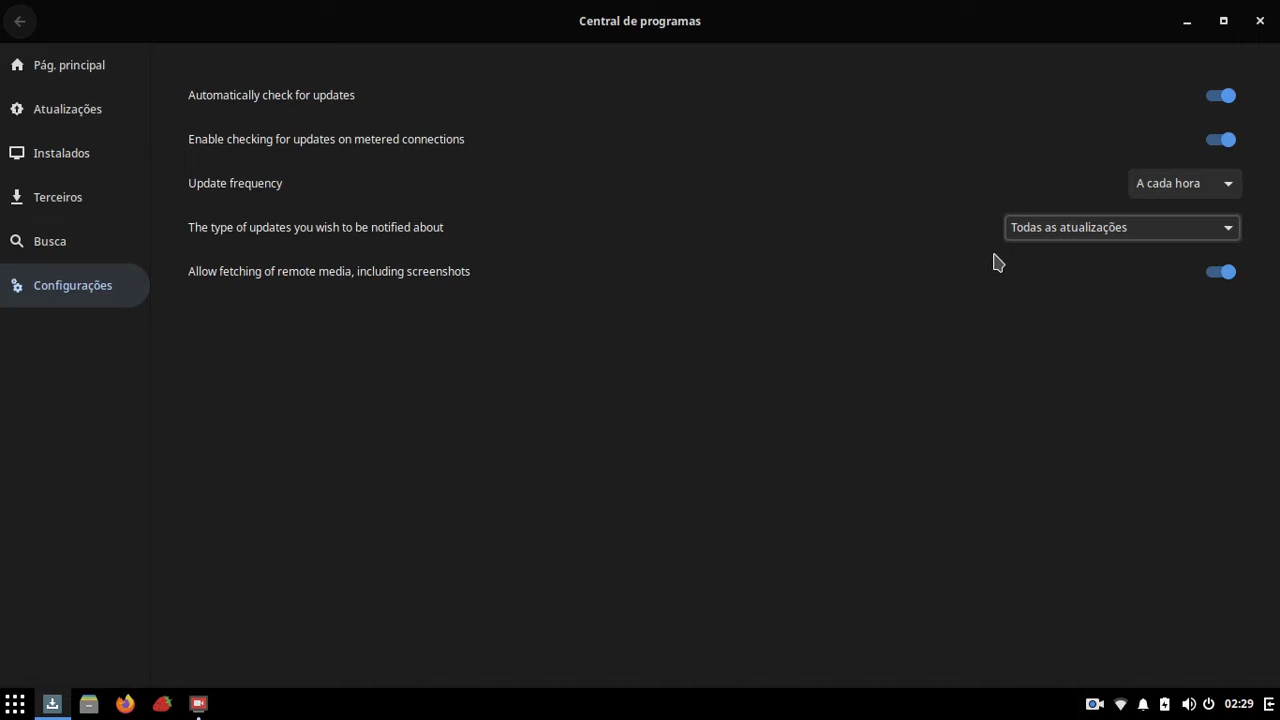 Central de programas
Pág. principal
Atualizações
Instalados
Terceiros
Busca
Configurações
Automatically check for updates
Enable checking for updates on metered connections
Update frequency
A cada hora
The type of updates you wish to be notified about
Todas as atualizações
Allow fetching of remote media, including screenshots
02:29